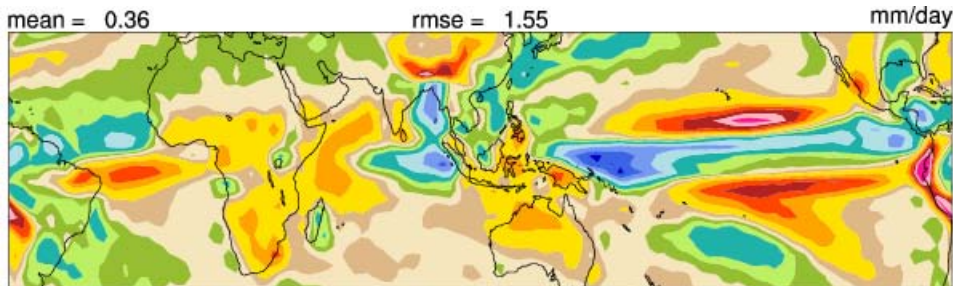 mean = 0.36 rmse = 1.55 mm/day